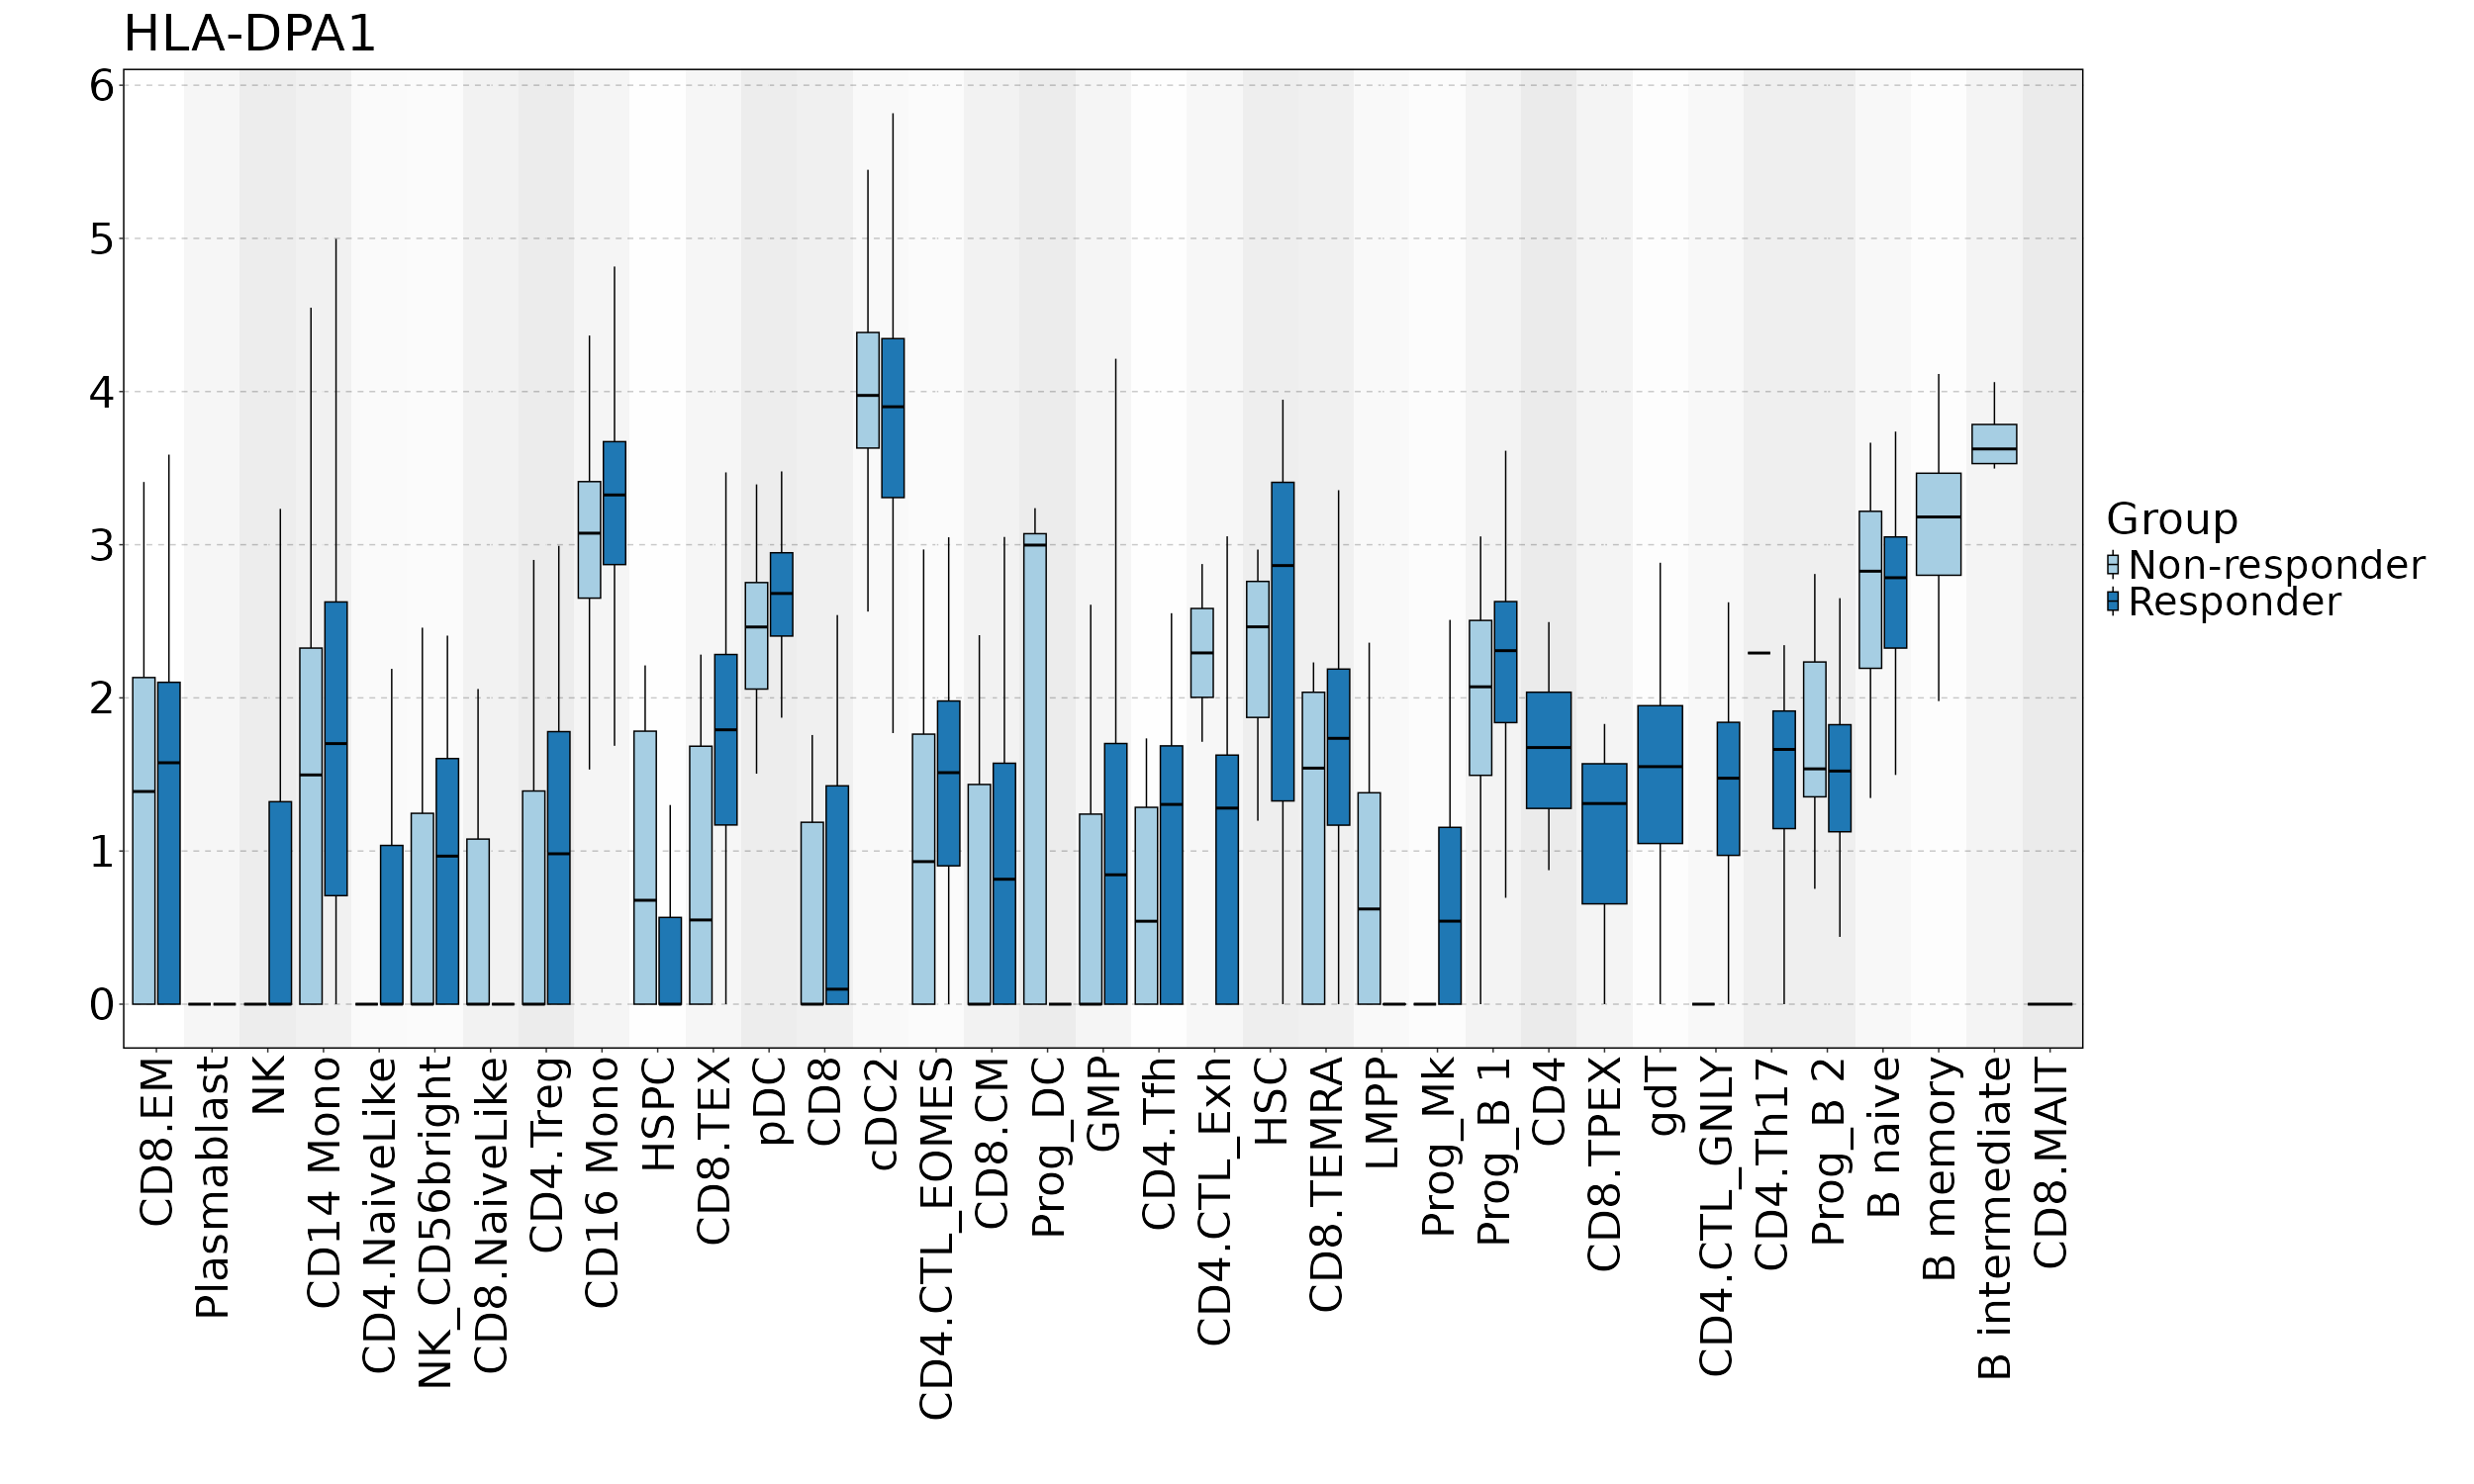 HLA-DPA1
6
5
4
3
2
1
0
CD8.EM
Plasmablast
NK
CD14 Mono
CD4.NaiveLike
NK_CD56bright
CD8.NaiveLike
CD4.Treg
CD16 Mono
HSPC
CD8.TEX
pDC
CD8
cDC2
CD4.CTL_EOMES
CD8.CM
Prog_DC
GMP
CD4.Tfh
CD4.CTL_Exh
HSC
CD8.TEMRA
LMPP
Prog_Mk
Prog_B 1
CD4
CD8.TPEX
gdT
CD4.CTL_GNLY
CD4.Th17
Prog_B 2
B naive
B memory
B intermediate
CD8.MAIT
Group
Non-responder
Responder